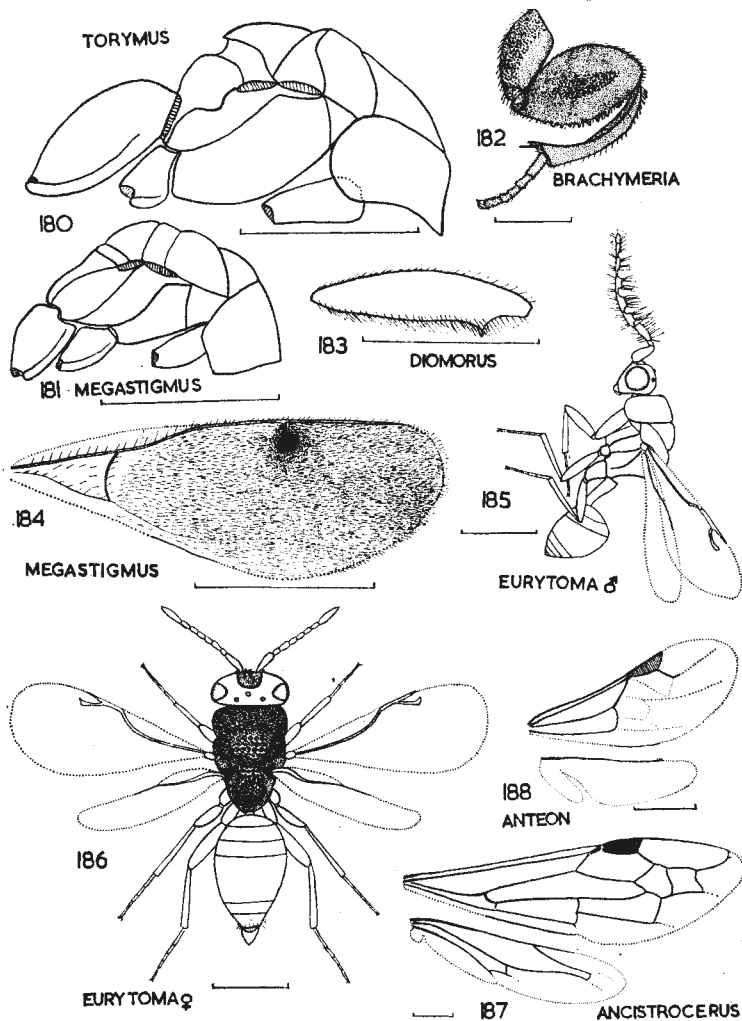 TORYMUS
180
182
BRACHYMERIA
181 MEGASTIGMUS
183
DIOMORUS
184
MEGASTIGMUS
185
EURYTOMA ♂
186
EURYTOMA ♀
188
ANTEON
187
ANCISTROCERUS